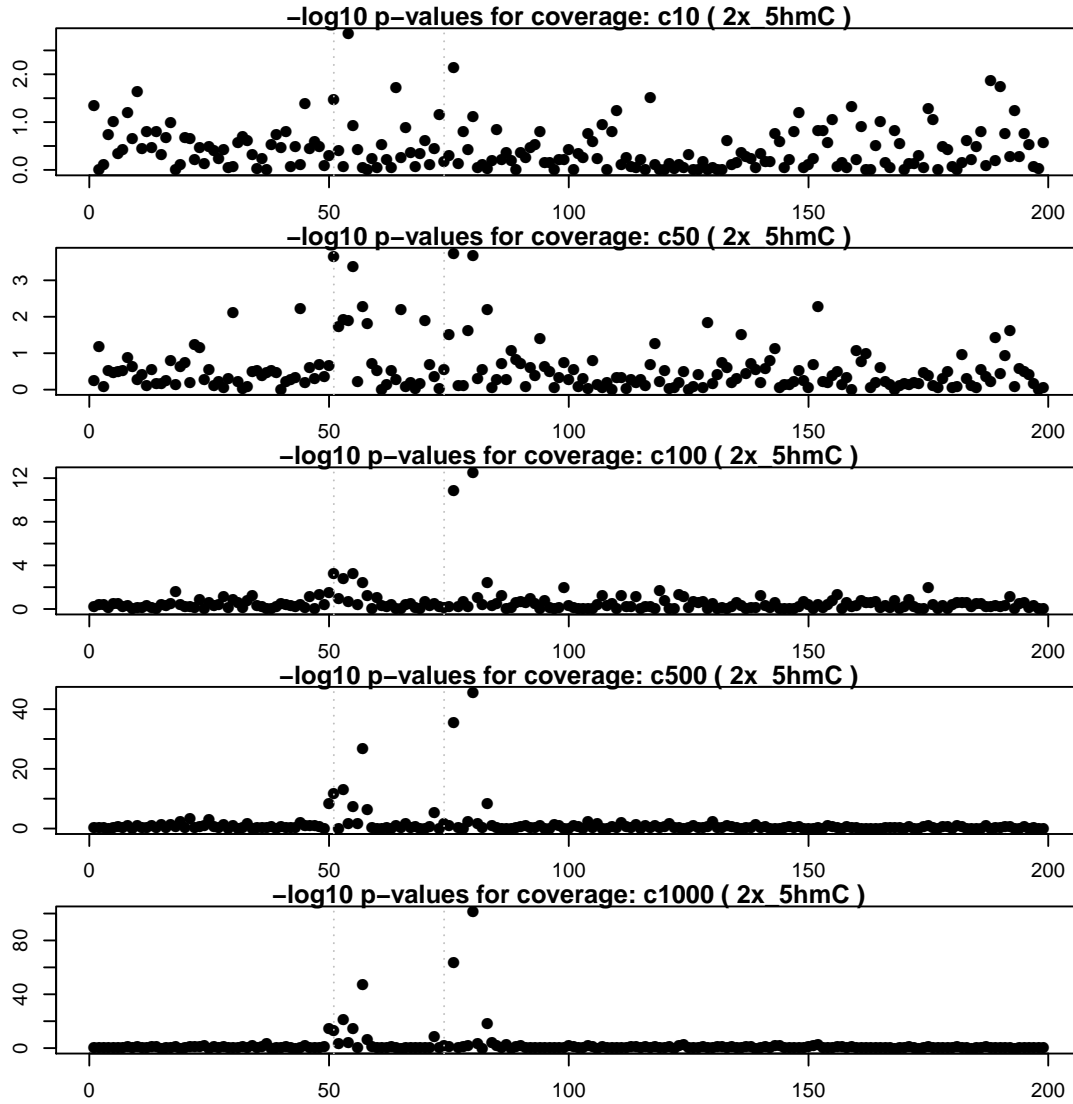 −log10 p−values for coverage: c10 ( 2x_5hmC )
0.0 1.0 2.0
0 50 100 150 200
−log10 p−values for coverage: c50 ( 2x_5hmC )
0 1 2 3
0 50 100 150 200
−log10 p−values for coverage: c100 ( 2x_5hmC )
0 4 8 12
0 50 100 150 200
−log10 p−values for coverage: c500 ( 2x_5hmC )
0 20 40
0 50 100 150 200
−log10 p−values for coverage: c1000 ( 2x_5hmC )
0 40 80
0 50 100 150 200